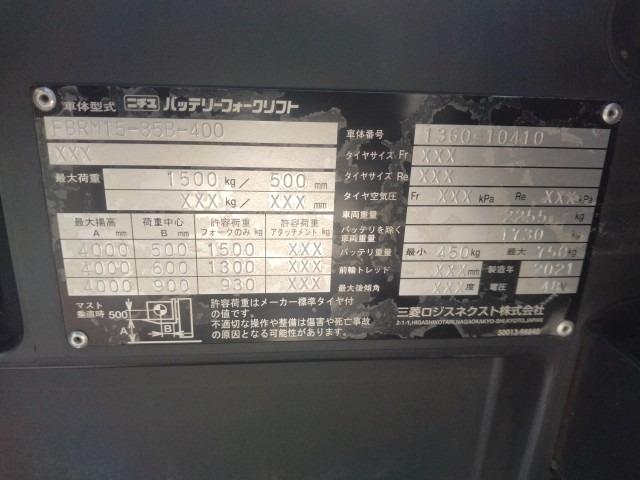 車体型式 ニチユ バッテリーフォークリフト
FBRM15-85B-400
XXX
最大荷重 1500 kg/ 500 mm
XXX kg/ XXX mm
最大揚高 A mm 荷重中心 B mm 許容荷重 フォークのみ kg 許容荷重 アタッチメント kg
4000 500 1500 XXX
4000 600 1300 XXX
4000 900 930 XXX
マスト垂直時 500 A B
許容荷重はメーカー標準タイヤ付
の値です。
不適切な操作や整備は傷害や死亡事故
の原因となる可能性があります。
車体番号 13G0-10410
タイヤサイズ Fr XXX
タイヤサイズ Re XXX
タイヤ空気圧 Fr XXX kPa Re XXX kPa
車両重量 2255 kg
バッテリを除く車両重量 1730 kg
バッテリ重量 最小 450 kg 最大 750 kg
前輪トレッド XXX mm 製造年 2021
最大後傾角 XXX 度 電圧 48V
三菱ロジスネクスト株式会社
2-1-1, HIGASHIKOTARI, NAGAOKAKYO-SHI, KYOTO, JAPAN